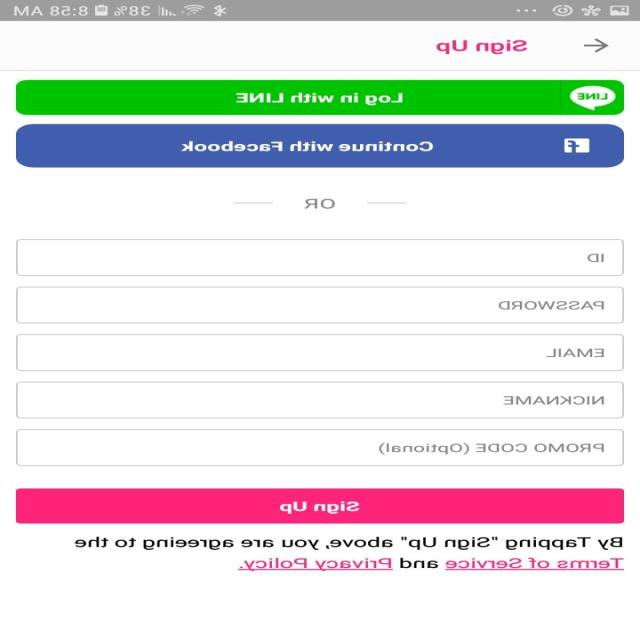 38% 8:58 AM
Sign Up
LINE Log in with LINE
f Continue with Facebook
OR
ID
PASSWORD
EMAIL
NICKNAME
PROMO CODE (Optional)
Sign Up
By Tapping "Sign Up" above, you are agreeing to the
Terms of Service and Privacy Policy.